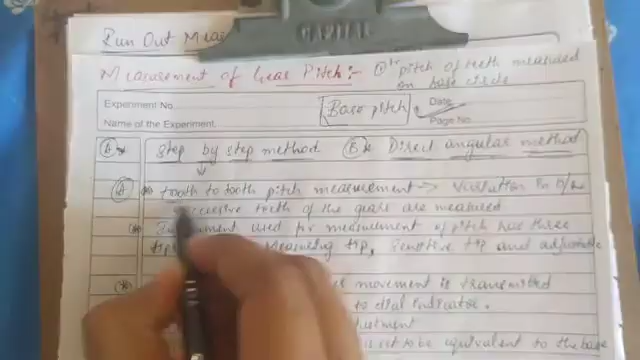 CAPITAL
Run Out Meas
Measurement of Gear Pitch:- pitch of teeth measured
on base circle
Experiment No.
Name of the Experiment
Base pitch
Date
Page No.
(A) Step by step method (B) Direct angular method
(A) tooth to tooth pitch measurement → Variation in b/w
successive teeth of the gears are measured
Instrument used for measurement of pitch has three
tips measuring tip, sensitive tip and adjustable
movement is transmitted
to dial indicator.
set to be equivalent to the base